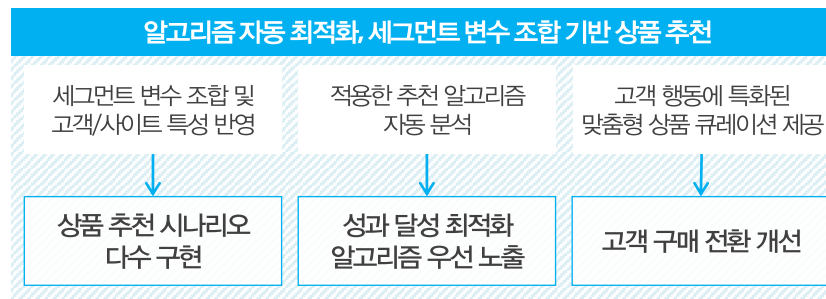 알고리즘 자동 최적화, 세그먼트 변수 조합 기반 상품 추천
세그먼트 변수 조합 및
고객/사이트 특성 반영
적용한 추천 알고리즘
자동 분석
고객 행동에 특화된
맞춤형 상품 큐레이션 제공
상품 추천 시나리오
다수 구현
성과 달성 최적화
알고리즘 우선 노출
고객 구매 전환 개선